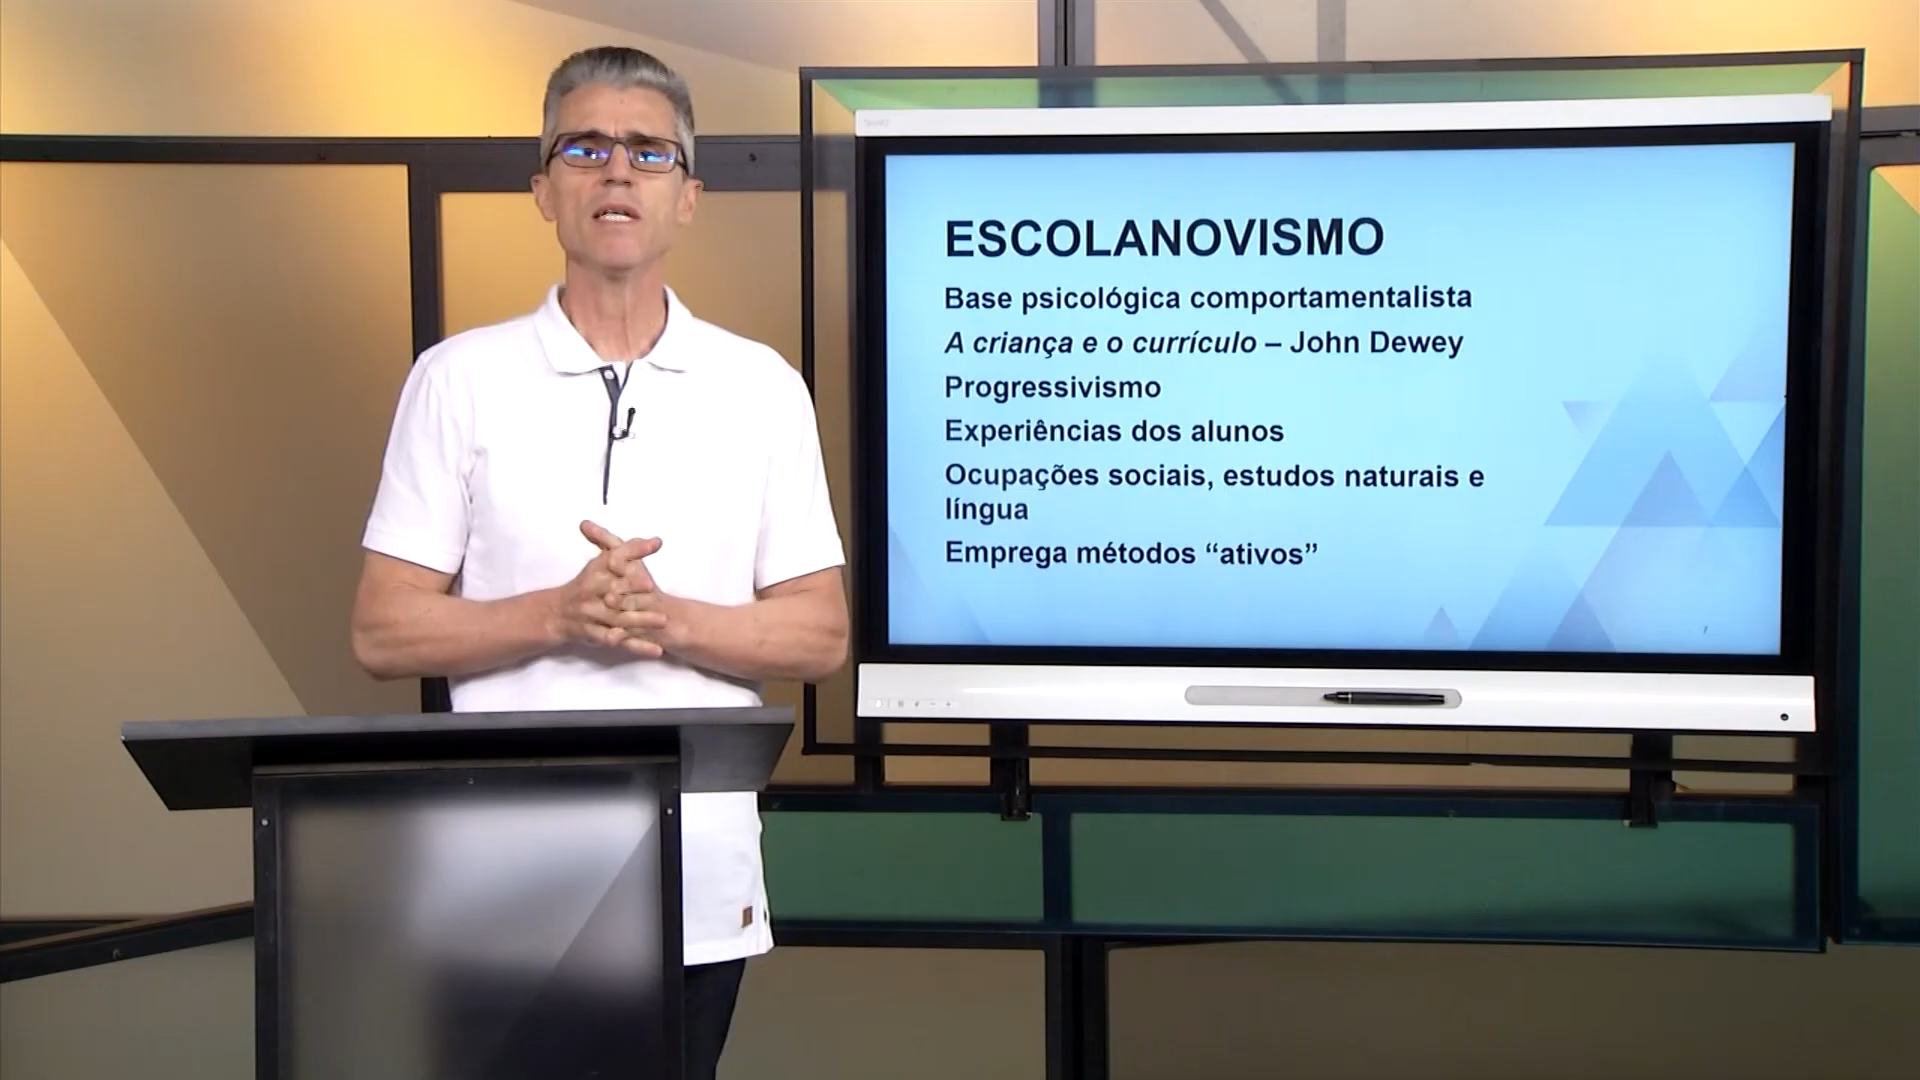 ESCOLANOVISMO
Base psicológica comportamentalista
A criança e o currículo – John Dewey
Progressivismo
Experiências dos alunos
Ocupações sociais, estudos naturais e
língua
Emprega métodos “ativos”
7